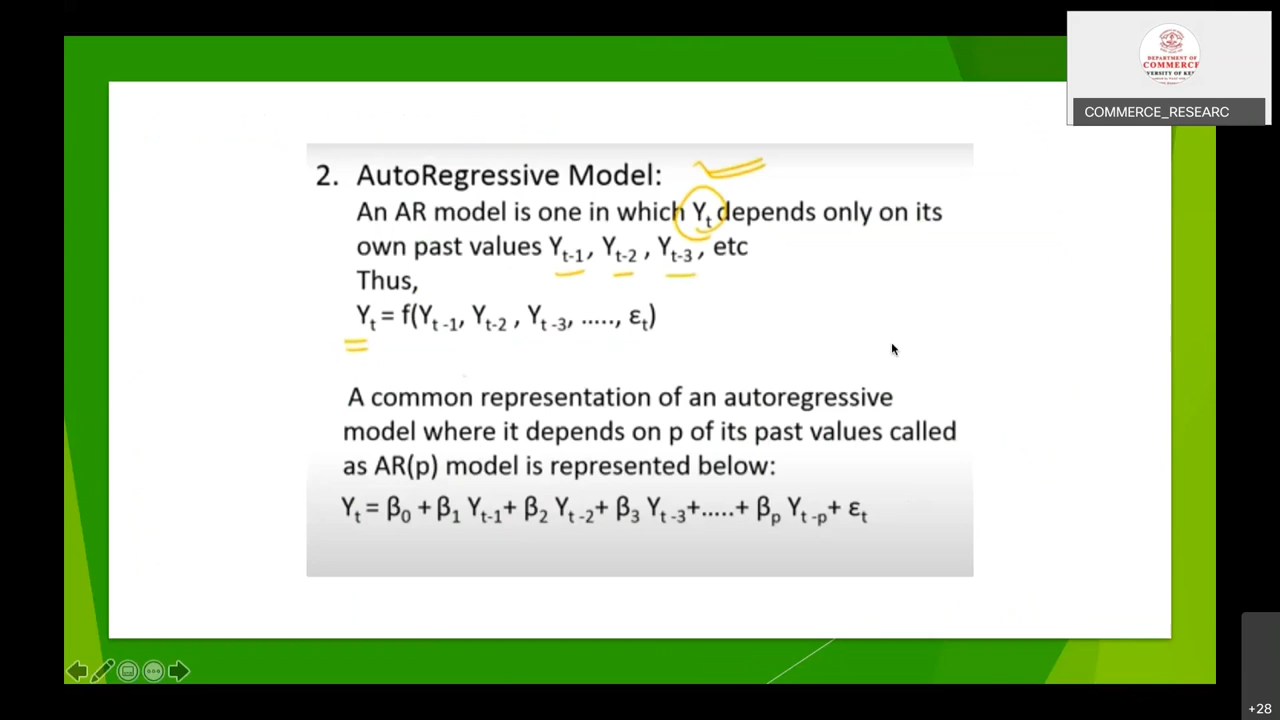 DEPARTMENT OF
COMMERCE
COMMERCE_RESEARC
2. AutoRegressive Model:
An AR model is one in which Yₜ depends only on its
own past values Yₜ₋₁, Yₜ₋₂ , Yₜ₋₃ , etc
Thus,
Yₜ = f(Yₜ ₋₁, Yₜ₋₂ , Yₜ ₋₃, ....., εₜ)
A common representation of an autoregressive
model where it depends on p of its past values called
as AR(p) model is represented below:
Yₜ = β₀ + β₁ Yₜ₋₁+ β₂ Yₜ ₋₂+ β₃ Yₜ ₋₃+.....+ βₚ Yₜ ₋ₚ+ εₜ
+28